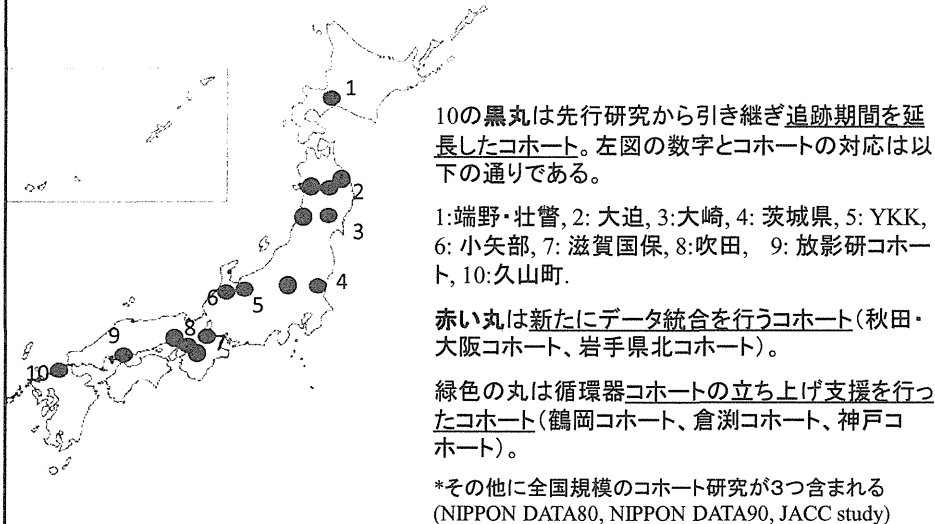 1
2
3
4
5
6
7
8
9
10
10の黒丸は先行研究から引き継ぎ追跡期間を延
長したコホート。左図の数字とコホートの対応は以
下の通りである。
1:端野・壮瞥, 2: 大迫, 3:大崎, 4: 茨城県, 5: YKK,
6: 小矢部, 7: 滋賀国保, 8:吹田, 9: 放影研コホー
ト, 10:久山町.
赤い丸は新たにデータ統合を行うコホート(秋田・
大阪コホート、岩手県北コホート)。
緑色の丸は循環器コホートの立ち上げ支援を行っ
たコホート(鶴岡コホート、倉渕コホート、神戸コ
ホート)。
*その他に全国規模のコホート研究が3つ含まれる
(NIPPON DATA80, NIPPON DATA90, JACC study)